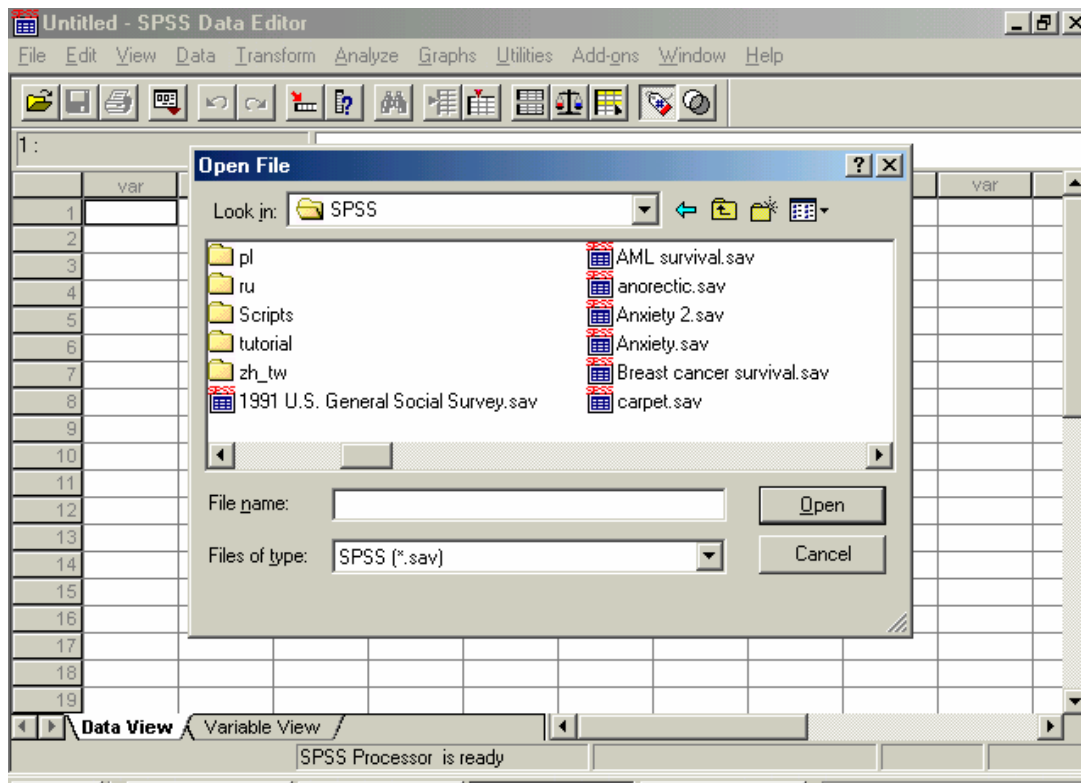 Untitled - SPSS Data Editor
File Edit View Data Transform Analyze Graphs Utilities Add-ons Window Help
1 :
Open File
Look in: SPSS
pl
ru
Scripts
tutorial
zh_tw
1991 U.S. General Social Survey.sav
AML survival.sav
anorectic.sav
Anxiety 2.sav
Anxiety.sav
Breast cancer survival.sav
carpet.sav
File name:
Open
Files of type: SPSS (*.sav)
Cancel
var
var
1
2
3
4
5
6
7
8
9
10
11
12
13
14
15
16
17
18
19
Data View Variable View
SPSS Processor is ready